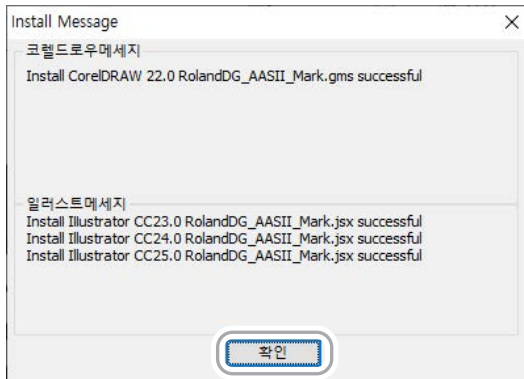 Install Message
코렐드로우메세지
Install CorelDRAW 22.0 RolandDG_AASII_Mark.gms successful
일러스트메세지
Install Illustrator CC23.0 RolandDG_AASII_Mark.jsx successful
Install Illustrator CC24.0 RolandDG_AASII_Mark.jsx successful
Install Illustrator CC25.0 RolandDG_AASII_Mark.jsx successful
확인